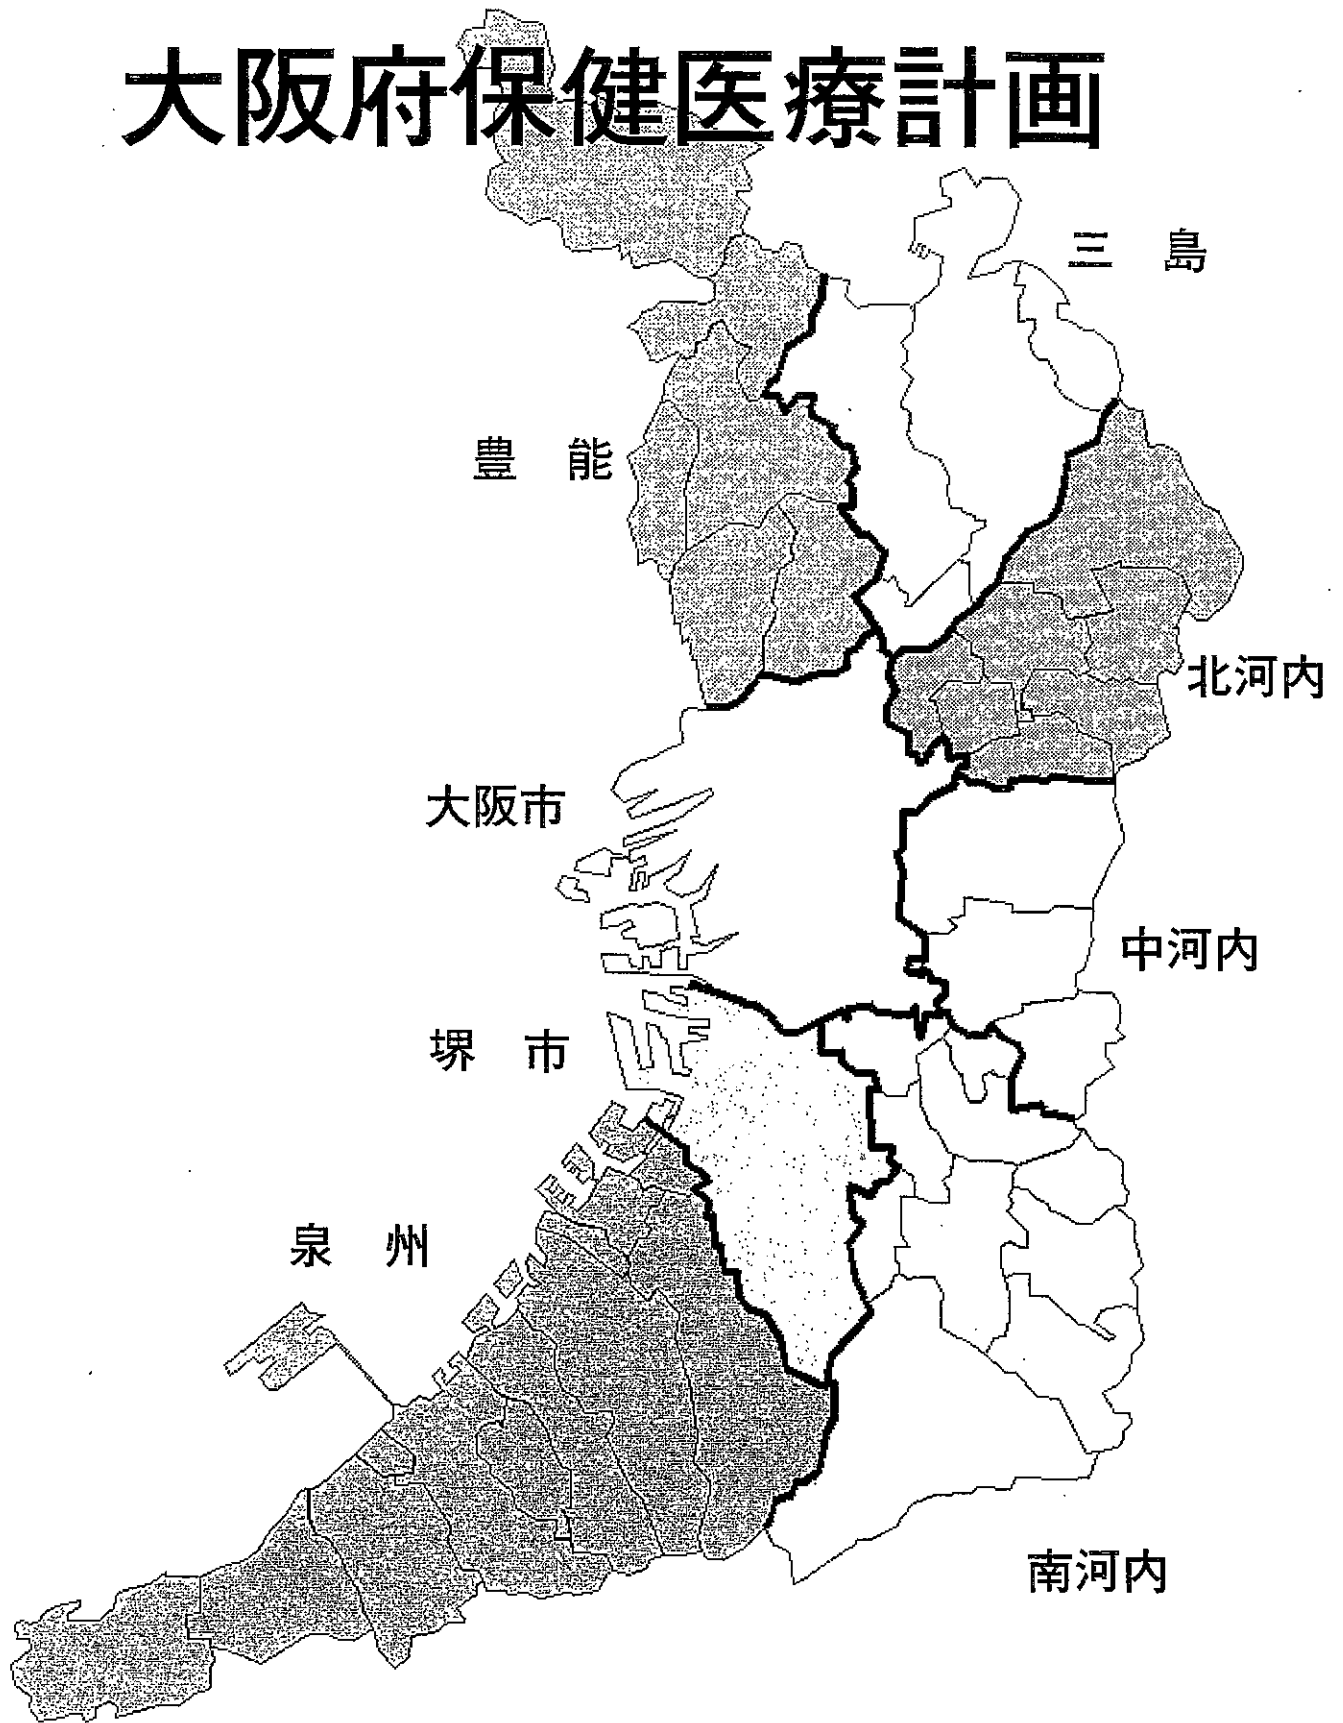 大阪府保健医療計画
三 島
豊 能
北河内
大阪市
中河内
堺 市
泉 州
南河内